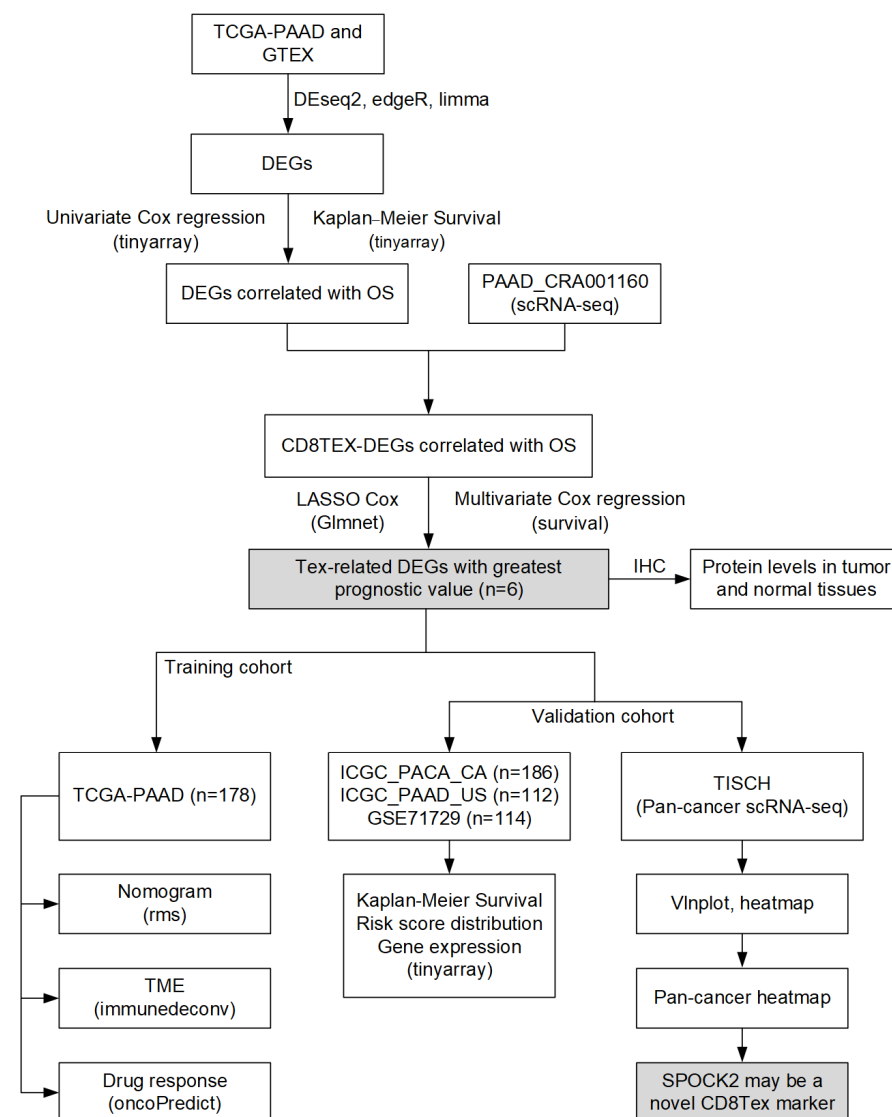 TCGA-PAAD and
GTEX
DEseq2, edgeR, limma
DEGs
Univariate Cox regression
(tinyarray)
Kaplan–Meier Survival
(tinyarray)
DEGs correlated with OS
PAAD_CRA001160
(scRNA-seq)
CD8TEX-DEGs correlated with OS
LASSO Cox
(Glmnet)
Multivariate Cox regression
(survival)
Tex-related DEGs with greatest
prognostic value (n=6)
IHC
Protein levels in tumor
and normal tissues
Training cohort
Validation cohort
TCGA-PAAD (n=178)
ICGC_PACA_CA (n=186)
ICGC_PAAD_US (n=112)
GSE71729 (n=114)
TISCH
(Pan-cancer scRNA-seq)
Nomogram
(rms)
Kaplan-Meier Survival
Risk score distribution
Gene expression
(tinyarray)
Vlnplot, heatmap
TME
(immunedeconv)
Pan-cancer heatmap
Drug response
(oncoPredict)
SPOCK2 may be a
novel CD8Tex marker